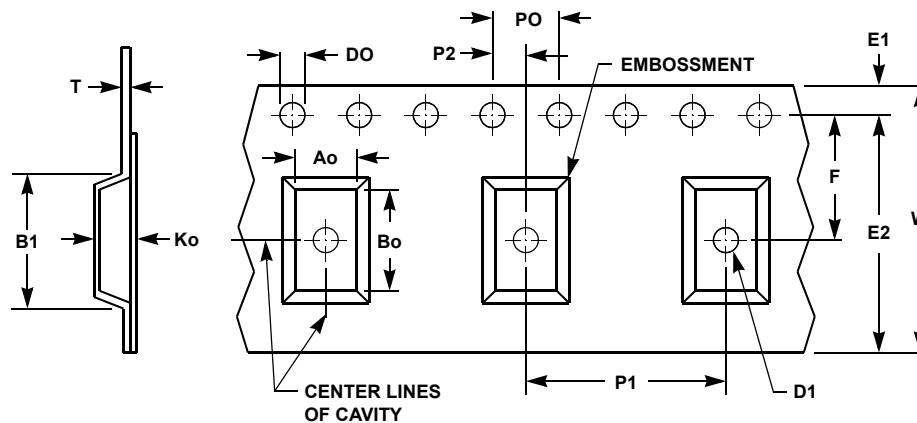 PO
DO
P2
E1
T
EMBOSSMENT
Ao
F
B1
Ko
Bo
E2
W
P1
D1
CENTER LINES
OF CAVITY